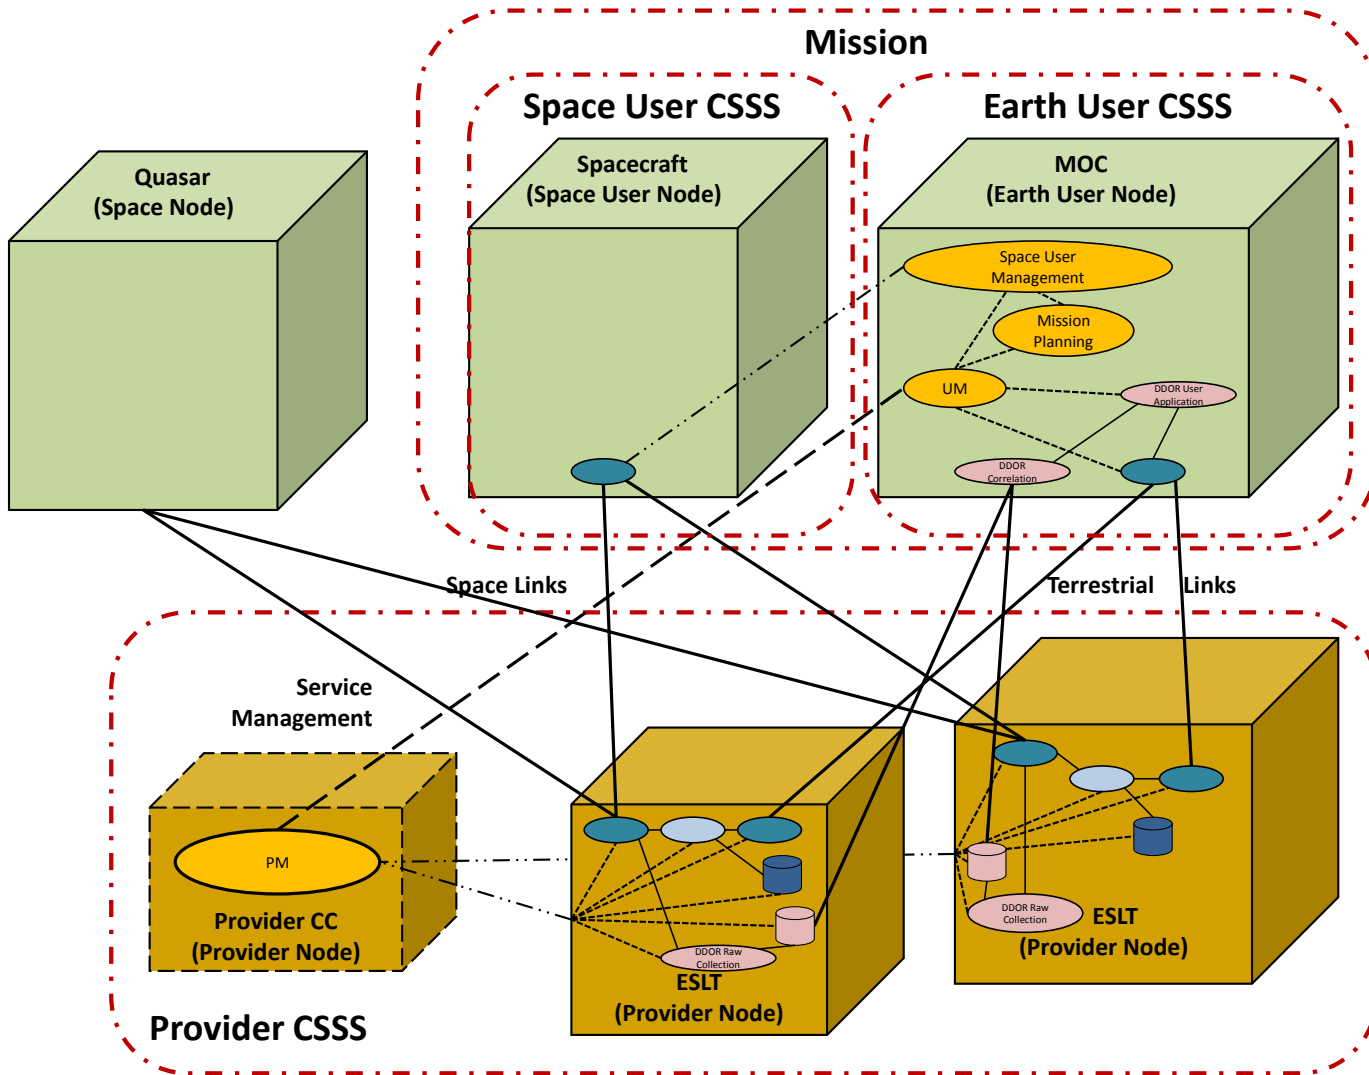 Mission
Space User CSSS
Earth User CSSS
Quasar
(Space Node)
Spacecraft
(Space User Node)
MOC
(Earth User Node)
Space User
Management
Mission
Planning
UM
DDOR User
Application
DDOR
Correlation
Space Links
Terrestrial Links
Service
Management
PM
Provider CC
(Provider Node)
DDOR Raw
Collection
ESLT
(Provider Node)
DDOR Raw
Collection
ESLT
(Provider Node)
Provider CSSS